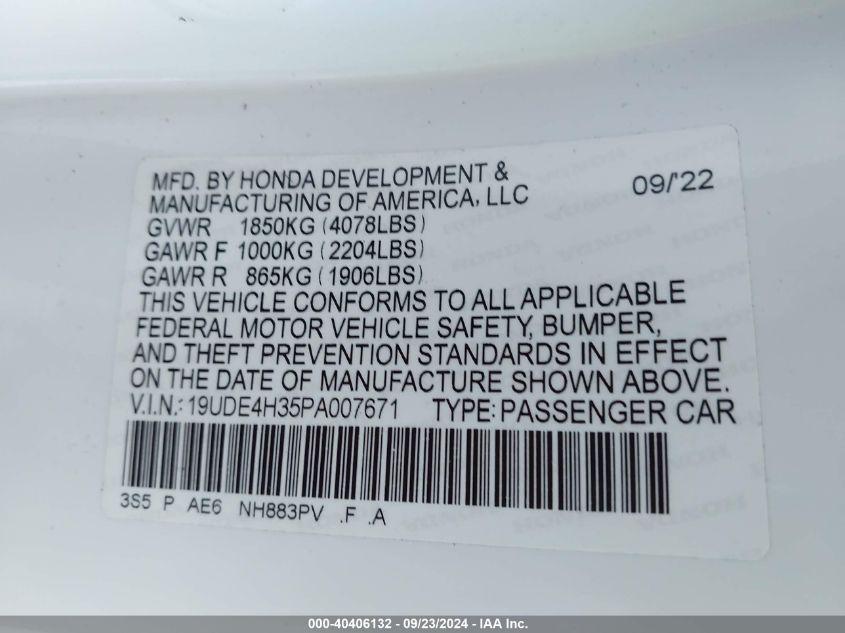 MFD. BY HONDA DEVELOPMENT &
MANUFACTURING OF AMERICA, LLC 09/'22
GVWR 1850KG (4078LBS)
GAWR F 1000KG (2204LBS)
GAWR R 865KG (1906LBS)
THIS VEHICLE CONFORMS TO ALL APPLICABLE
FEDERAL MOTOR VEHICLE SAFETY, BUMPER,
AND THEFT PREVENTION STANDARDS IN EFFECT
ON THE DATE OF MANUFACTURE SHOWN ABOVE.
V.I.N.: 19UDE4H35PA007671 TYPE: PASSENGER CAR
3S5 P AE6 NH883PV .F .A
000-40406132 - 09/23/2024 - IAA Inc.